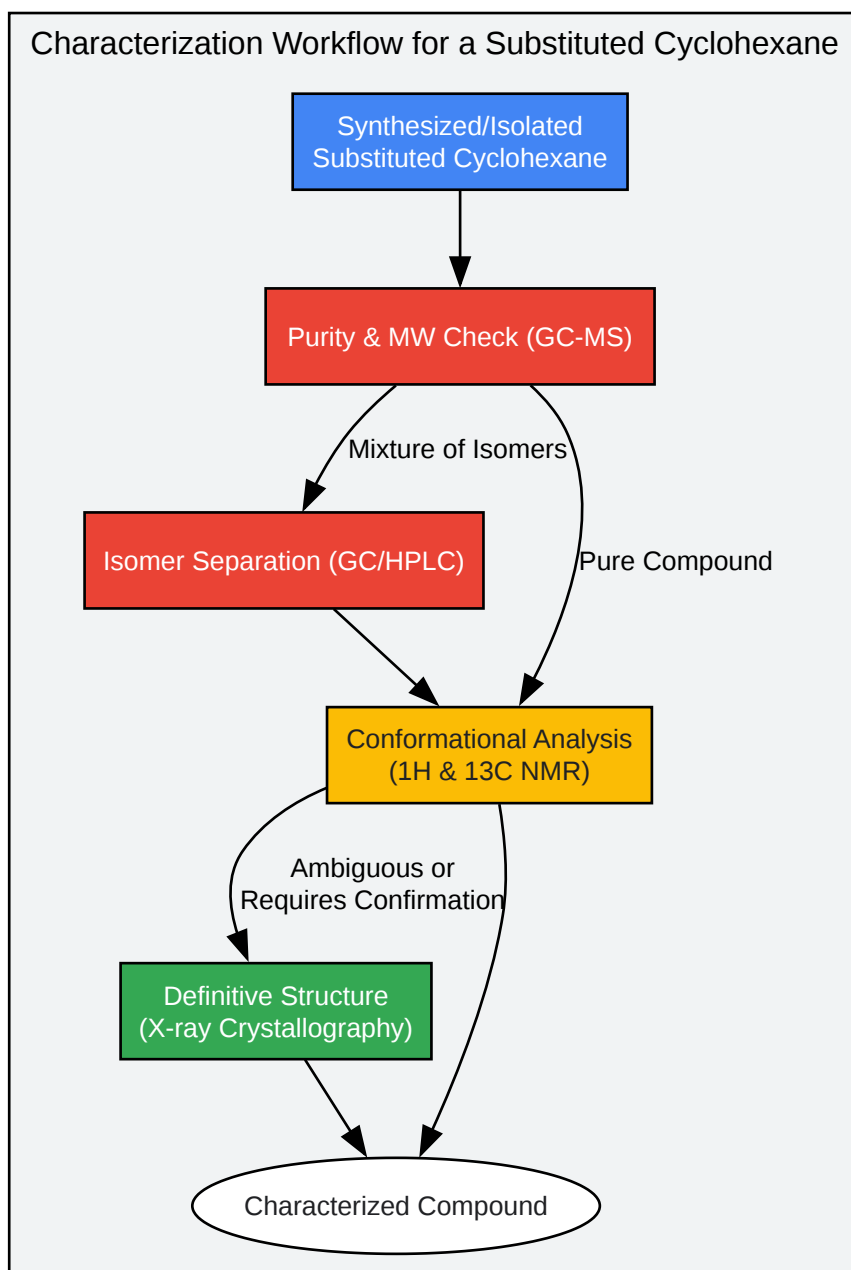 Characterization Workflow for a Substituted Cyclohexane
Synthesized/Isolated
Substituted Cyclohexane
Purity & MW Check (GC-MS)
Mixture of Isomers
Isomer Separation (GC/HPLC)
Pure Compound
Conformational Analysis
(1H & 13C NMR)
Ambiguous or
Requires Confirmation
Definitive Structure
(X-ray Crystallography)
Characterized Compound